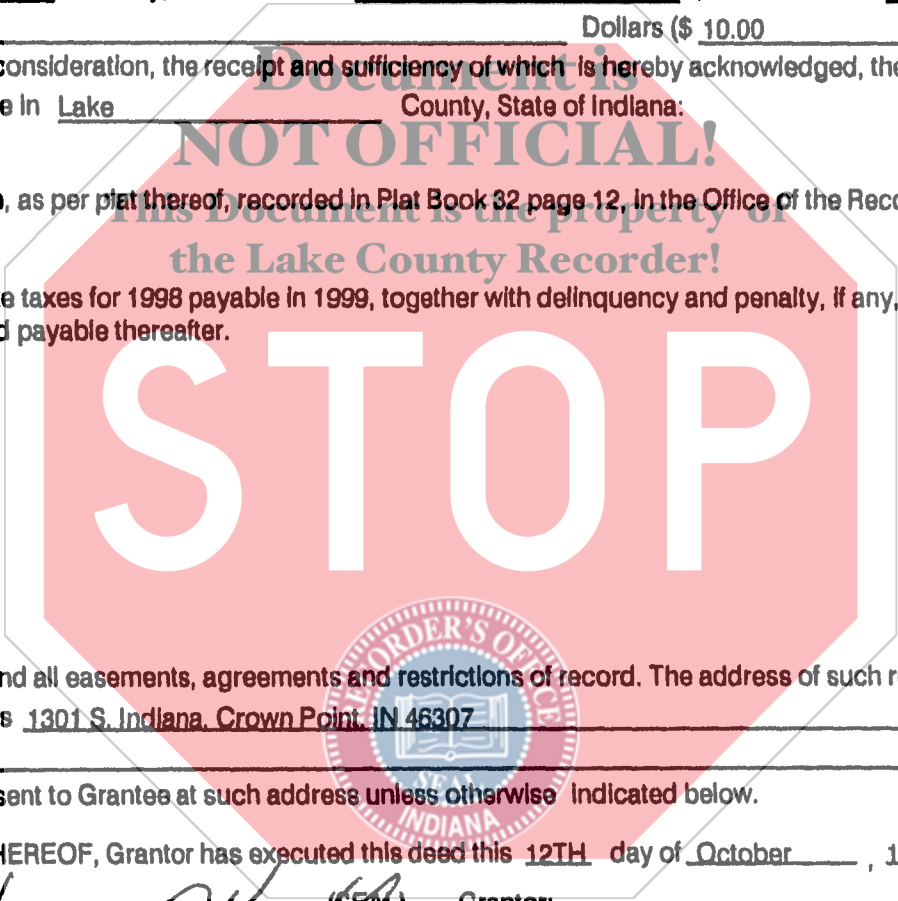 Dollars ($ 10.00
consideration, the receipt and sufficiency of which is hereby acknowledged, the
e in Lake County, State of Indiana:
Document is
NOT OFFICIAL!
This Document is the property of
the Lake County Recorder!
, as per plat thereof, recorded in Plat Book 32 page 12, in the Office of the Reco
e taxes for 1998 payable in 1999, together with delinquency and penalty, if any,
d payable thereafter.
STOP
nd all easements, agreements and restrictions of record. The address of such r
s 1301 S. Indiana, Crown Point, IN 46307
RECORDER'S OFFICE
SEAL
INDIANA
sent to Grantee at such address unless otherwise indicated below.
HEREOF, Grantor has executed this deed this 12TH day of October , 1
(SEAL) Grantor: